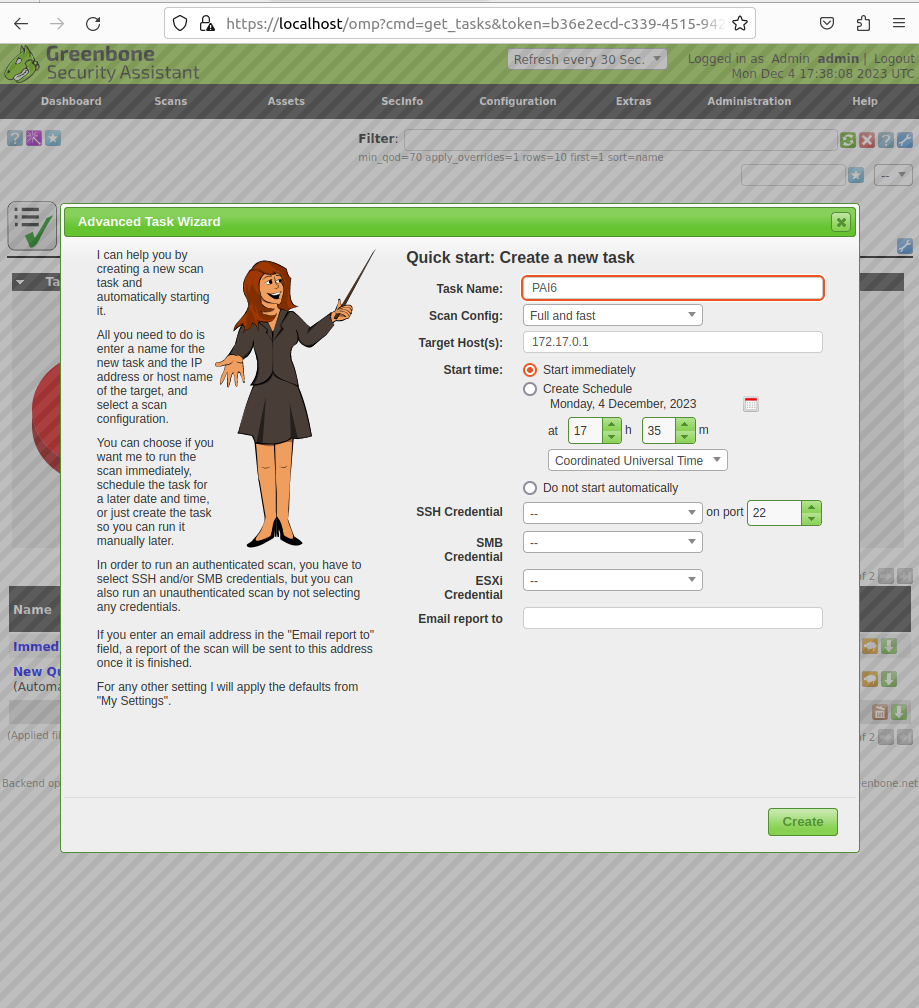 https://localhost/omp?cmd=get_tasks&token=b36e2ecd-c339-4515-942
Greenbone
Security Assistant
Refresh every 30 Sec.
Logged in as Admin admin | Logout
Mon Dec 4 17:38:08 2023 UTC
Dashboard Scans Assets SecInfo Configuration Extras Administration Help
Filter:
min_qod=70 apply_overrides=1 rows=10 first=1 sort=name
--
Advanced Task Wizard
I can help you by
creating a new scan
task and
automatically starting
it.
All you need to do is
enter a name for the
new task and the IP
address or host name
of the target, and
select a scan
configuration.
You can choose if you
want me to run the
scan immediately,
schedule the task for
a later date and time,
or just create the task
so you can run it
manually later.
In order to run an authenticated scan, you have to
select SSH and/or SMB credentials, but you can
also run an unauthenticated scan by not selecting
any credentials.
If you enter an email address in the "Email report to"
field, a report of the scan will be sent to this address
once it is finished.
For any other setting I will apply the defaults from
"My Settings".
Quick start: Create a new task
Task Name: PAI6
Scan Config: Full and fast
Target Host(s): 172.17.0.1
Start time: Start immediately
Create Schedule
Monday, 4 December, 2023
at 17 h 35 m
Coordinated Universal Time
Do not start automatically
SSH Credential -- on port 22
SMB
Credential --
ESXi
Credential --
Email report to
Create
Ta
of 2
Name
Immed
New Qu
(Automa
(Applied fil
of 2
Backend op
enbone.net